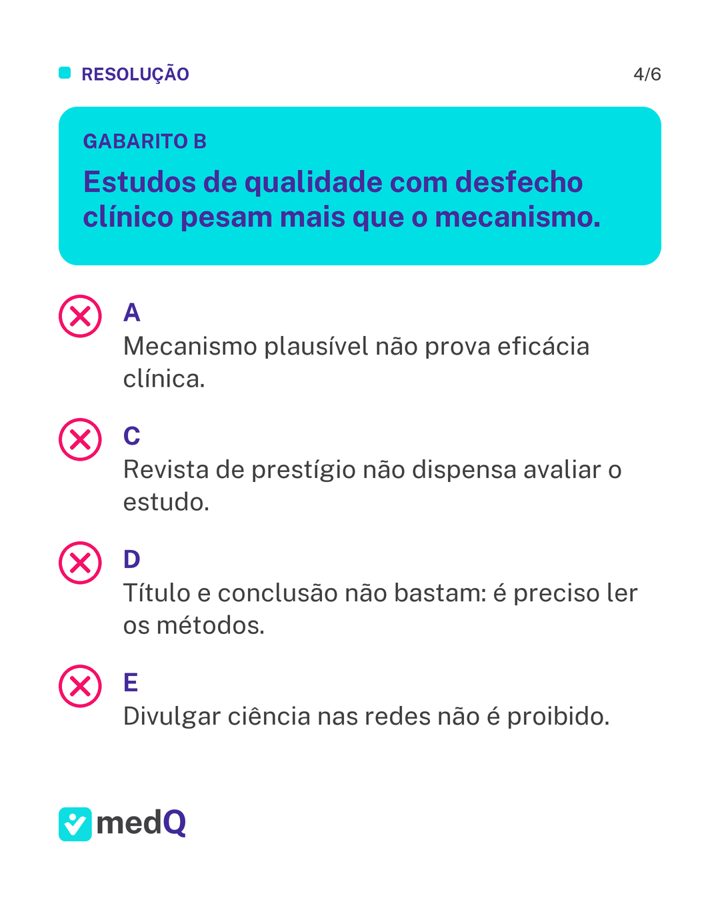 RESOLUÇÃO
4/6
GABARITO B
Estudos de qualidade com desfecho
clínico pesam mais que o mecanismo.
A
Mecanismo plausível não prova eficácia
clínica.
C
Revista de prestígio não dispensa avaliar o
estudo.
D
Título e conclusão não bastam: é preciso ler
os métodos.
E
Divulgar ciência nas redes não é proibido.
medQ